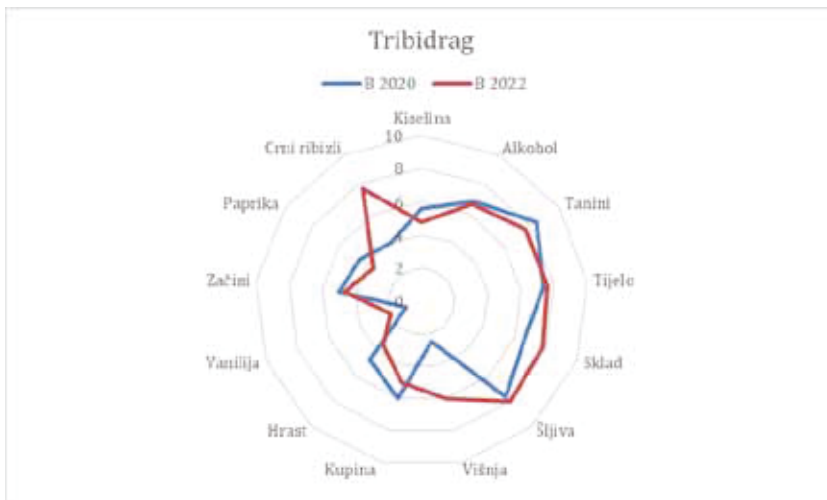 Tribidrag
B 2020 B 2022
Kiselina
Alkohol
Tanini
Tijelo
Sklad
Šljiva
Višnja
Kupina
Hrast
Vanilija
Začini
Paprika
Crni ribizli
10
8
6
4
2
0